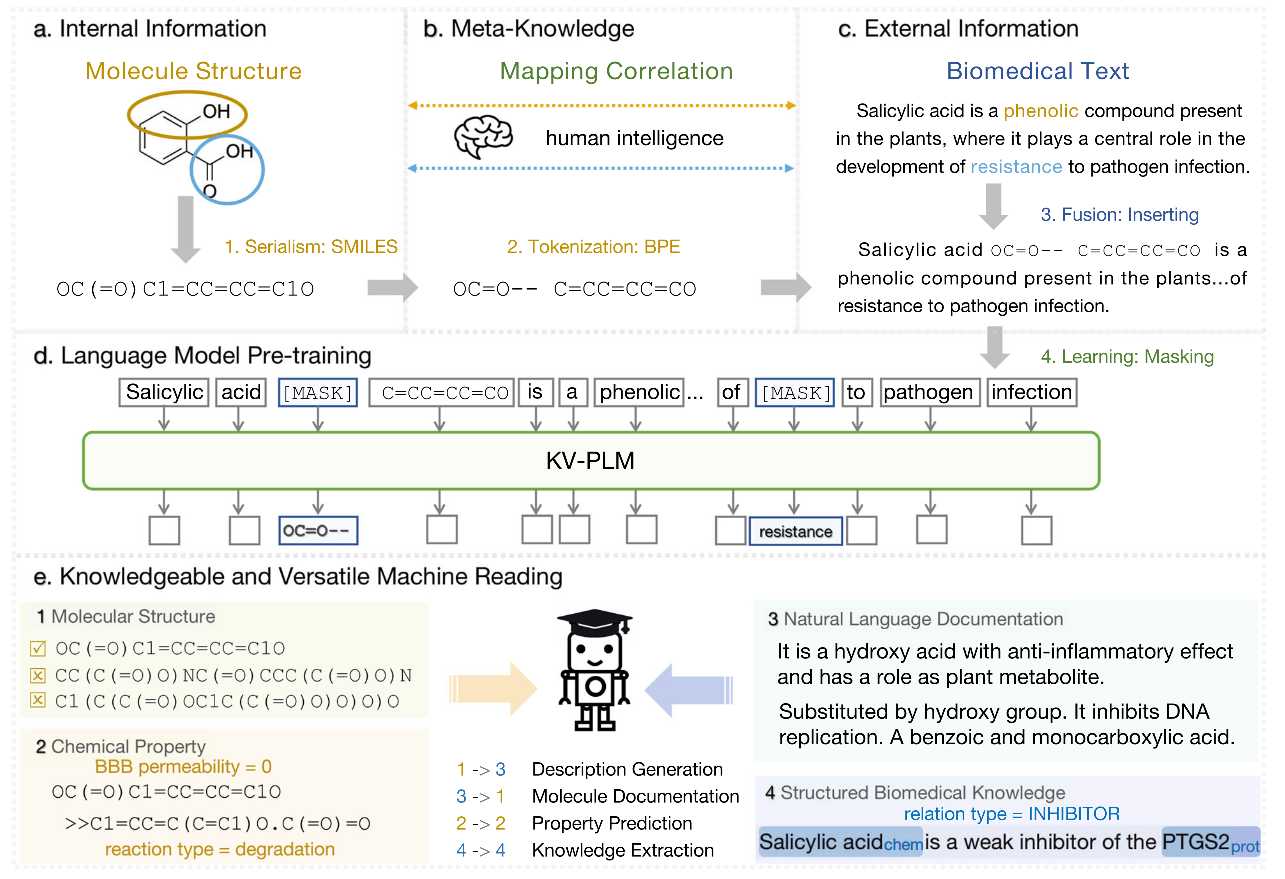 a. Internal Information
Molecule Structure
OH
OH
O
1. Serialism: SMILES
OC(=O)C1=CC=CC=C1O
b. Meta-Knowledge
Mapping Correlation
human intelligence
2. Tokenization: BPE
OC=O-- C=CC=CC=CO
c. External Information
Biomedical Text
Salicylic acid is a phenolic compound present
in the plants, where it plays a central role in the
development of resistance to pathogen infection.
3. Fusion: Inserting
Salicylic acid OC=O-- C=CC=CC=CO is a
phenolic compound present in the plants...of
resistance to pathogen infection.
4. Learning: Masking
d. Language Model Pre-training
Salicylic acid [MASK] C=CC=CC=CO is a phenolic... of [MASK] to pathogen infection
KV-PLM
OC=O-- resistance
e. Knowledgeable and Versatile Machine Reading
1 Molecular Structure
OC(=O)C1=CC=CC=C1O
CC(C(=O)O)NC(=O)CCC(C(=O)O)N
C1(C(C(=O)OC1C(C(=O)O)O)O)O
2 Chemical Property
BBB permeability = 0
OC(=O)C1=CC=CC=C1O
>>C1=CC=C(C=C1)O.C(=O)=O
reaction type = degradation
1 -> 3 Description Generation
3 -> 1 Molecule Documentation
2 -> 2 Property Prediction
4 -> 4 Knowledge Extraction
3 Natural Language Documentation
It is a hydroxy acid with anti-inflammatory effect
and has a role as plant metabolite.
Substituted by hydroxy group. It inhibits DNA
replication. A benzoic and monocarboxylic acid.
4 Structured Biomedical Knowledge
relation type = INHIBITOR
Salicylic acid chem is a weak inhibitor of the PTGS2 prot